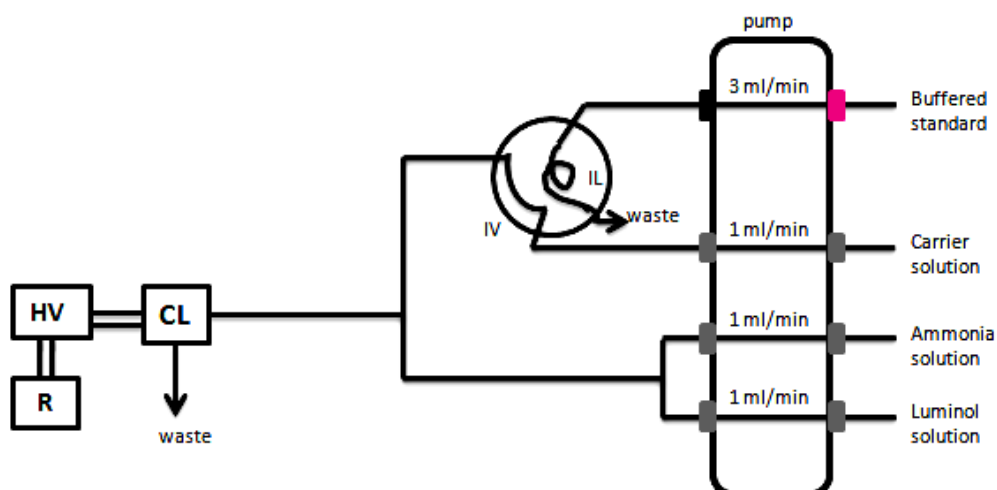 pump
3 ml/min
Buffered
standard
IL
waste
IV
1 ml/min
Carrier
solution
HV
CL
1 ml/min
Ammonia
solution
R
1 ml/min
Luminol
solution
waste